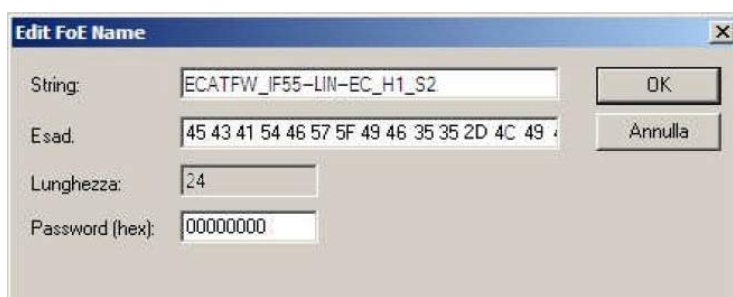 Edit FoE Name
String: ECATFW_IF55-LIN-EC_H1_S2 OK
Esad. 45 43 41 54 46 57 5F 49 46 35 35 2D 4C 49 Annulla
Lunghezza: 24
Password (hex): 00000000